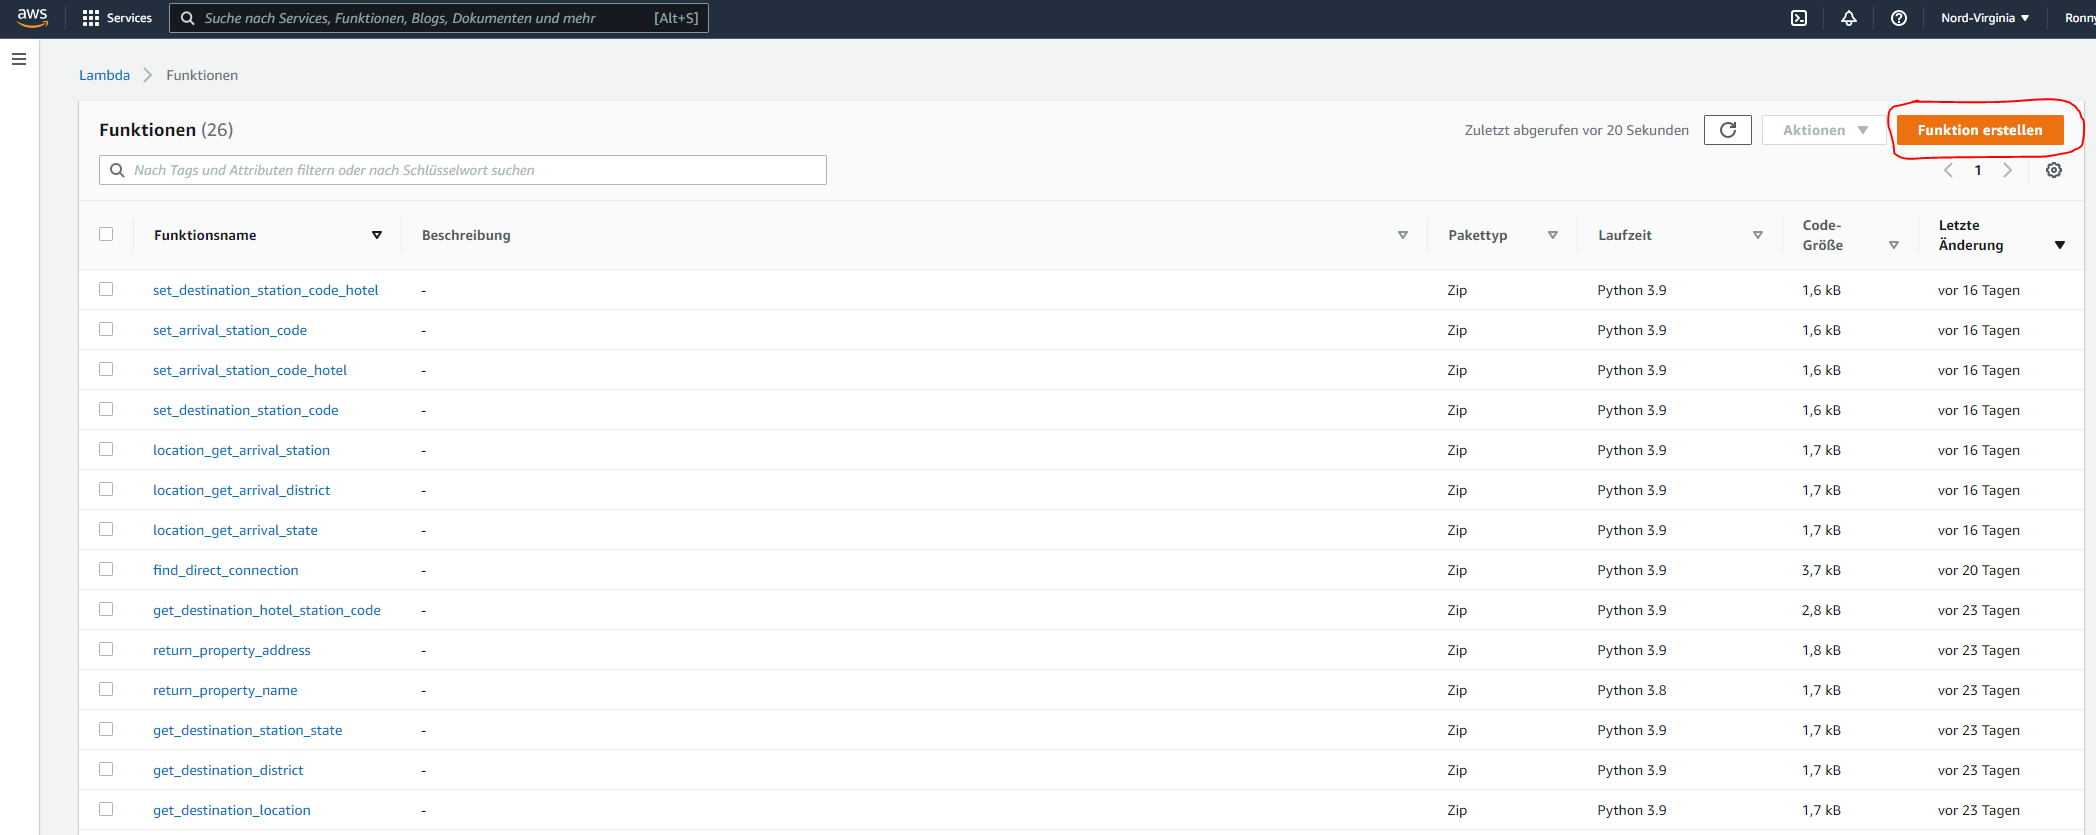 aws Services Suche nach Services, Funktionen, Blogs, Dokumenten und mehr [Alt+S] Nord-Virginia
Lambda Funktionen
Funktionen (26) Zuletzt abgerufen vor 20 Sekunden Aktionen Funktion erstellen
Nach Tags und Attributen filtern oder nach Schlüsselwort suchen 1
Funktionsname Beschreibung Pakettyp Laufzeit Code-
Größe Letzte
Änderung
set_destination_station_code_hotel - Zip Python 3.9 1,6 kB vor 16 Tagen
set_arrival_station_code - Zip Python 3.9 1,6 kB vor 16 Tagen
set_arrival_station_code_hotel - Zip Python 3.9 1,6 kB vor 16 Tagen
set_destination_station_code - Zip Python 3.9 1,6 kB vor 16 Tagen
location_get_arrival_station - Zip Python 3.9 1,7 kB vor 16 Tagen
location_get_arrival_district - Zip Python 3.9 1,7 kB vor 16 Tagen
location_get_arrival_state - Zip Python 3.9 1,7 kB vor 16 Tagen
find_direct_connection - Zip Python 3.9 3,7 kB vor 20 Tagen
get_destination_hotel_station_code - Zip Python 3.9 2,8 kB vor 23 Tagen
return_property_address - Zip Python 3.9 1,8 kB vor 23 Tagen
return_property_name - Zip Python 3.8 1,7 kB vor 23 Tagen
get_destination_station_state - Zip Python 3.9 1,7 kB vor 23 Tagen
get_destination_district - Zip Python 3.9 1,7 kB vor 23 Tagen
get_destination_location - Zip Python 3.9 1,7 kB vor 23 Tagen